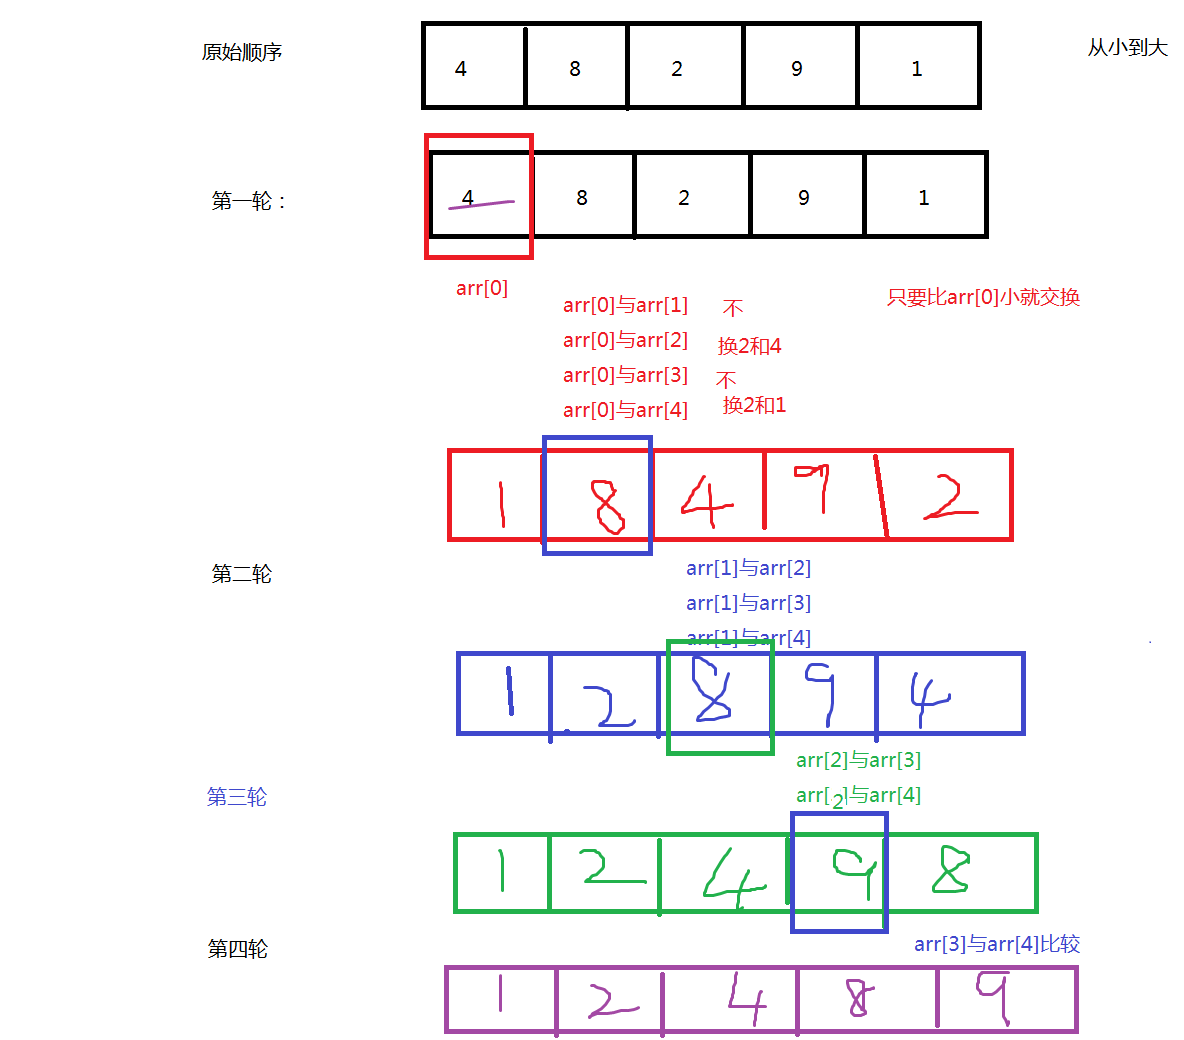 原始顺序 4 8 2 9 1 从小到大
第一轮： 4 8 2 9 1
arr[0]
只要比arr[0]小就交换
arr[0]与arr[1] 不
arr[0]与arr[2] 换2和4
arr[0]与arr[3] 不
arr[0]与arr[4] 换2和1
1 8 4 9 2
第二轮
arr[1]与arr[2]
arr[1]与arr[3]
arr[1]与arr[4]
1 2 8 9 4
第三轮
arr[2]与arr[3]
arr[2]与arr[4]
1 2 4 9 8
第四轮
arr[3]与arr[4]比较
1 2 4 8 9